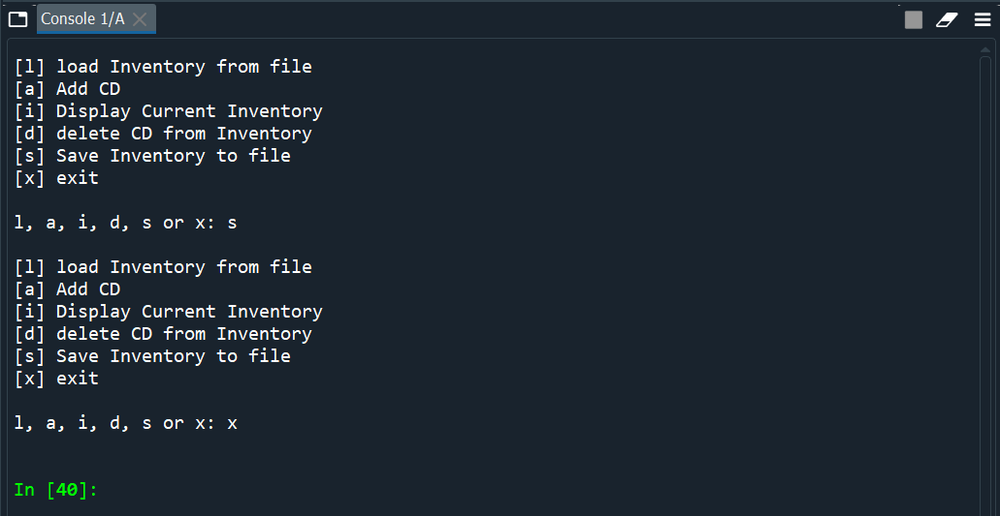 Console 1/A
[l] load Inventory from file
[a] Add CD
[i] Display Current Inventory
[d] delete CD from Inventory
[s] Save Inventory to file
[x] exit
l, a, i, d, s or x: s
[l] load Inventory from file
[a] Add CD
[i] Display Current Inventory
[d] delete CD from Inventory
[s] Save Inventory to file
[x] exit
l, a, i, d, s or x: x
In [40]: